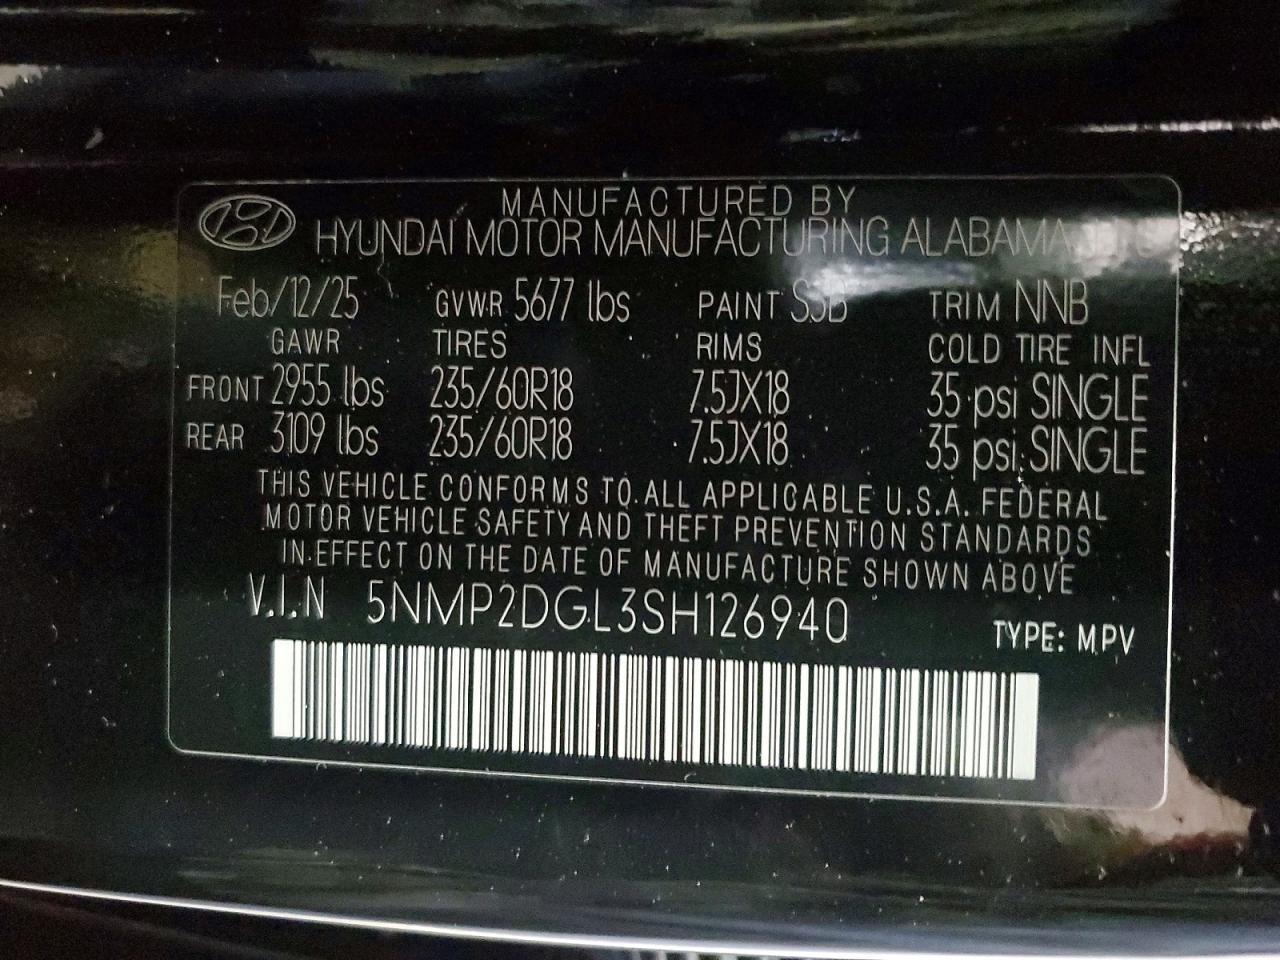 MANUFACTURED BY
HYUNDAI MOTOR MANUFACTURING ALABAMA
Feb/12/25 GVWR 5677 lbs PAINT TRIM NNB
GAWR TIRES RIMS COLD TIRE INFL
FRONT 2955 lbs 235/60R18 7.5JX18 35 psi SINGLE
REAR 3109 lbs 235/60R18 7.5JX18 35 psi SINGLE
THIS VEHICLE CONFORMS TO ALL APPLICABLE U.S.A. FEDERAL
MOTOR VEHICLE SAFETY AND THEFT PREVENTION STANDARDS
IN EFFECT ON THE DATE OF MANUFACTURE SHOWN ABOVE
V.I.N 5NMP2DGL3SH126940 TYPE: MPV